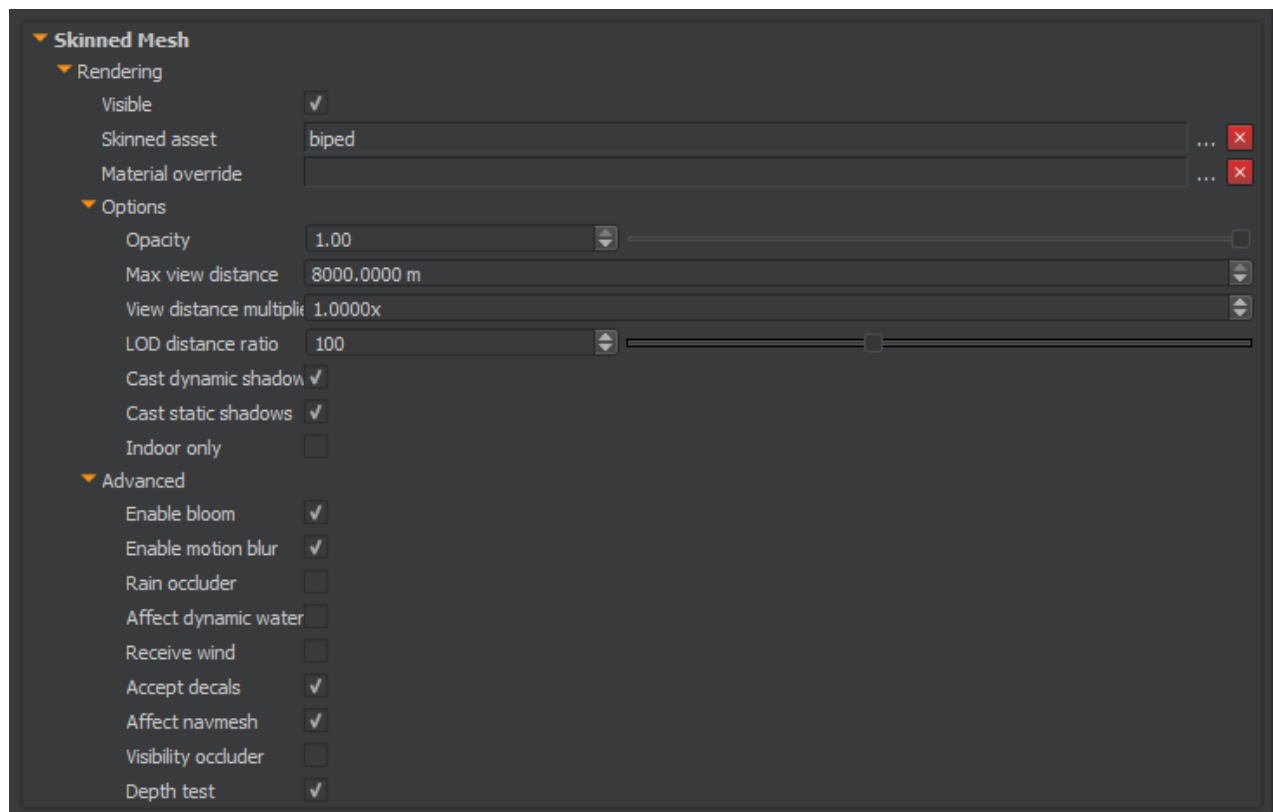 Skinned Mesh
Rendering
Visible
Skinned asset biped ...
Material override ...
Options
Opacity 1.00
Max view distance 8000.0000 m
View distance multiplie 1.0000x
LOD distance ratio 100
Cast dynamic shadow
Cast static shadows
Indoor only
Advanced
Enable bloom
Enable motion blur
Rain occluder
Affect dynamic water
Receive wind
Accept decals
Affect navmesh
Visibility occluder
Depth test